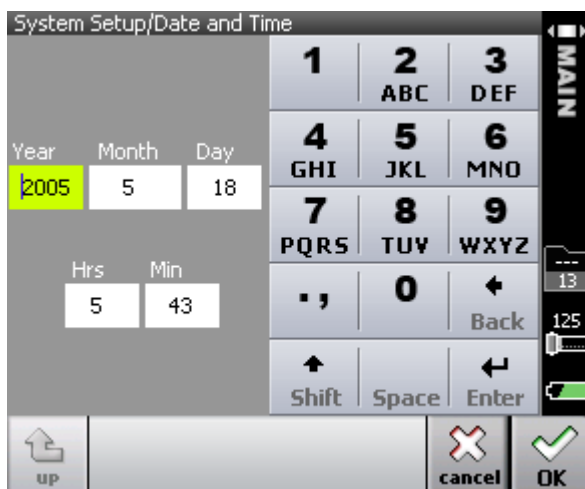 System Setup/Date and Time
MAIN
1
2
ABC
3
DEF
4
GHI
5
JKL
6
MNO
Year
Month
Day
2005
5
18
7
PQRS
8
TUV
9
WXYZ
Hrs
Min
5
43
.,
0
Back
---
13
125
Shift
Space
Enter
up
cancel
OK